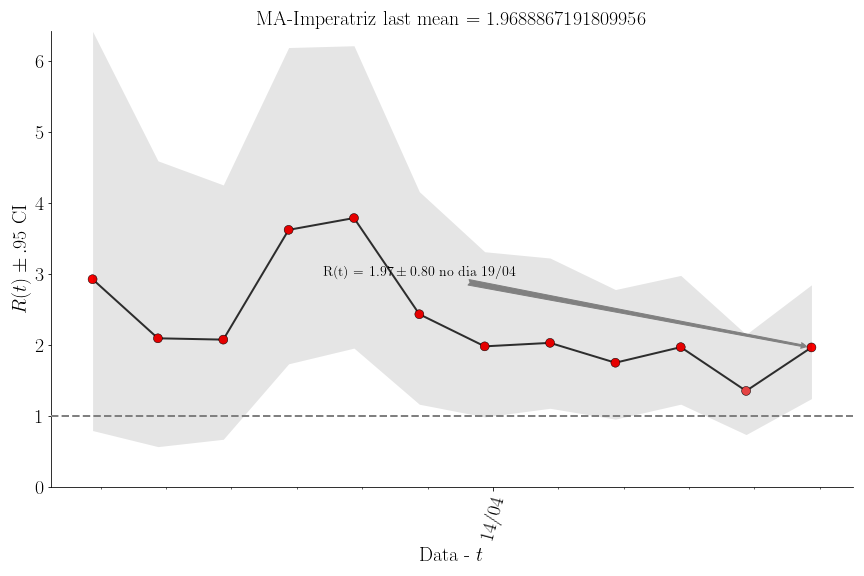 MA-Imperatriz last mean = 1.9688867191809956
6
5
4
3
2
1
0
R(t) ± .95 CI
R(t) = 1.97 ± 0.80 no dia 19/04
14/04
Data - t